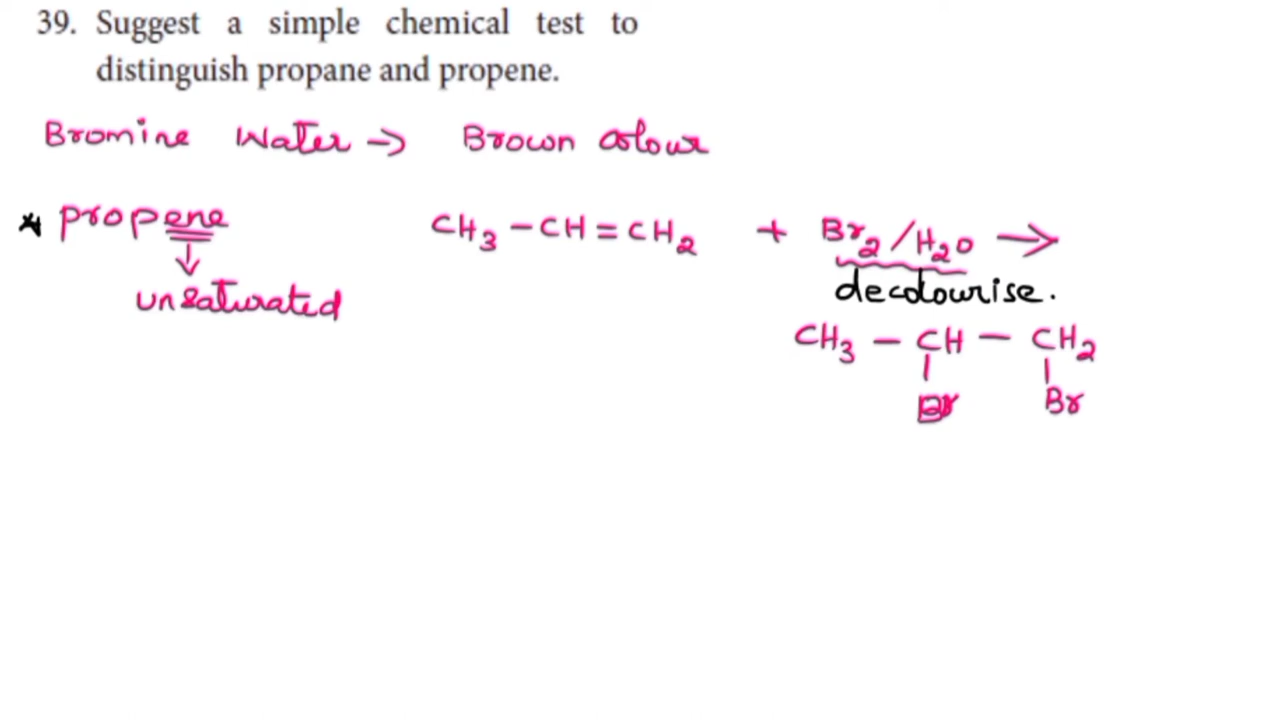 39. Suggest a simple chemical test to
distinguish propane and propene.
Bromine Water → Brown colour
* propene CH₃ – CH = CH₂ + Br₂ / H₂O →
↓ decolourise.
unsaturated
CH₃ – CH – CH₂
| |
Br Br